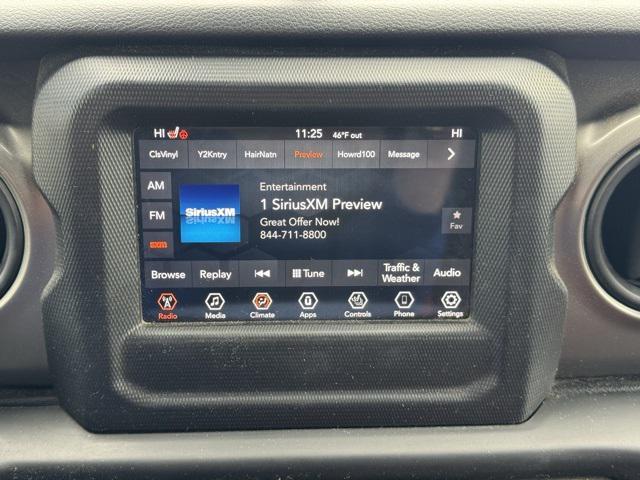 HI 11:25 46°F out HI
ClsVinyl Y2Kntry HairNatn Preview Howrd100 Message
AM
FM
SXM
SiriusXM
Entertainment
1 SiriusXM Preview
Great Offer Now!
844-711-8800
Fav
Browse Replay Tune Traffic & Weather Audio
Radio Media Climate Apps Controls Phone Settings